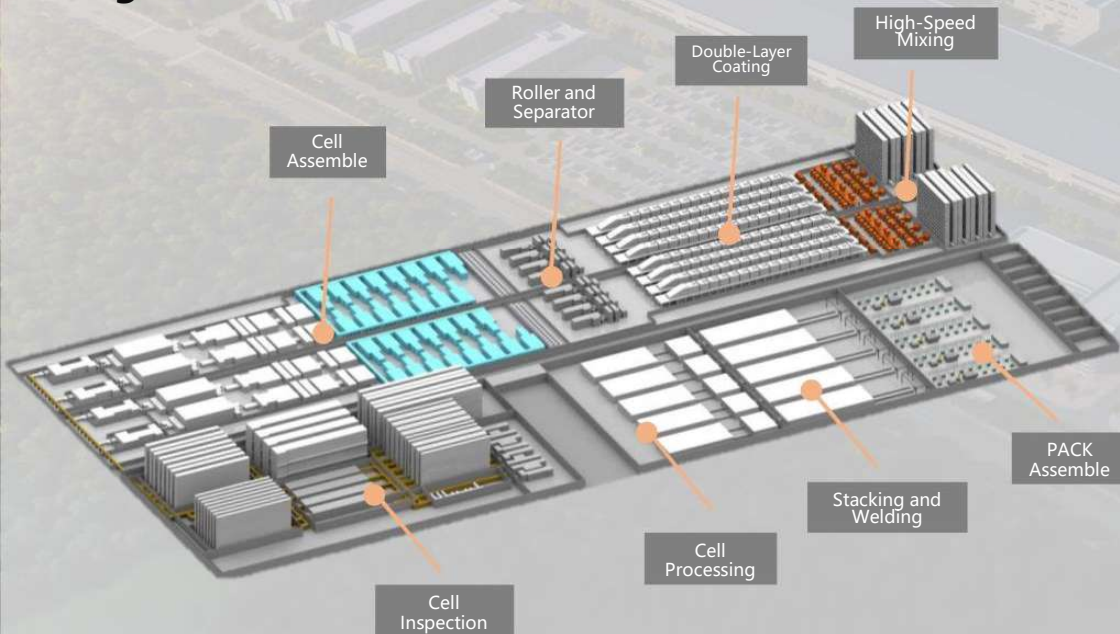 High-Speed
Mixing
Double-Layer
Coating
Roller and
Separator
Cell
Assemble
PACK
Assemble
Stacking and
Welding
Cell
Processing
Cell
Inspection